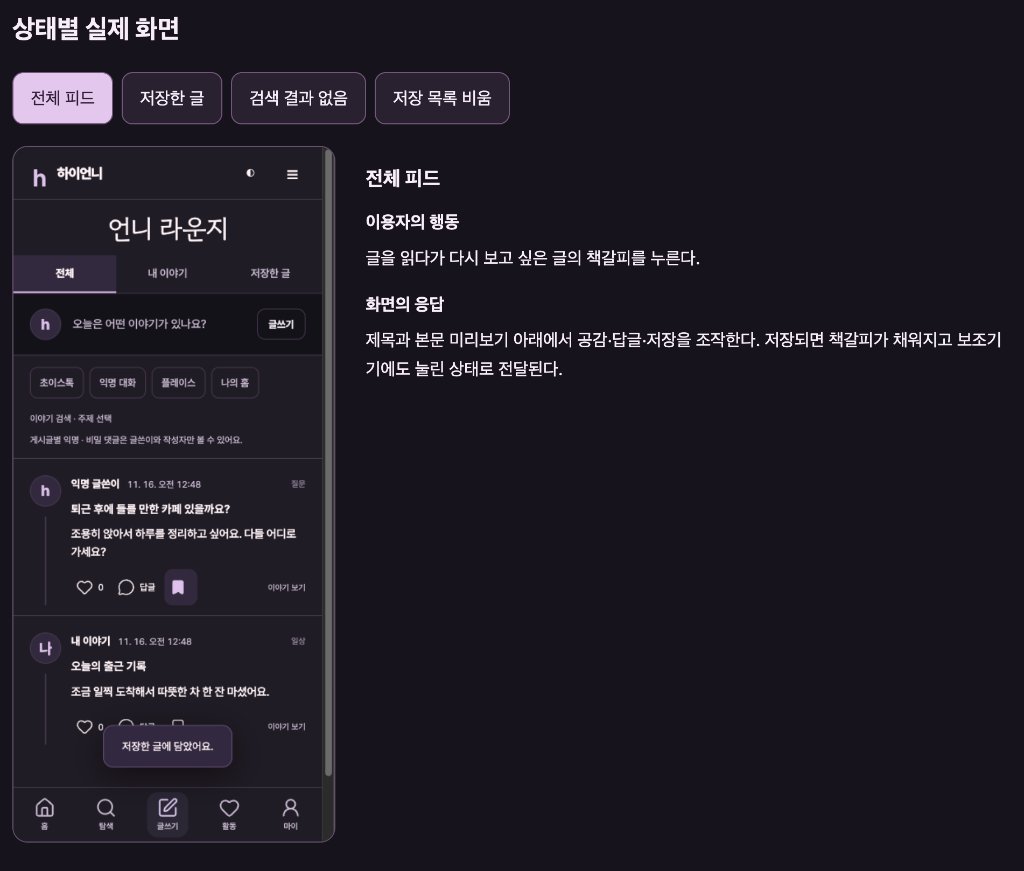 상태별 실제 화면
전체 피드
저장한 글
검색 결과 없음
저장 목록 비움
h 하이언니
언니 라운지
전체
내 이야기
저장한 글
h 오늘은 어떤 이야기가 있나요? 글쓰기
초이스톡
익명 대화
플레이스
나의 홈
이야기 검색 · 주제 선택
게시글별 익명 · 비밀 댓글은 글쓴이와 작성자만 볼 수 있어요.
h 익명 글쓴이 11. 16. 오전 12:48 질문
퇴근 후에 들를 만한 카페 있을까요?
조용히 앉아서 하루를 정리하고 싶어요. 다들 어디로
가세요?
0 답글 이야기 보기
나 내 이야기 11. 16. 오전 12:48 일상
오늘의 출근 기록
조금 일찍 도착해서 따뜻한 차 한 잔 마셨어요.
0 답글 이야기 보기
저장한 글에 담았어요.
홈
탐색
글쓰기
활동
마이
전체 피드
이용자의 행동
글을 읽다가 다시 보고 싶은 글의 책갈피를 누른다.
화면의 응답
제목과 본문 미리보기 아래에서 공감·답글·저장을 조작한다. 저장되면 책갈피가 채워지고 보조기
기에도 눌린 상태로 전달된다.